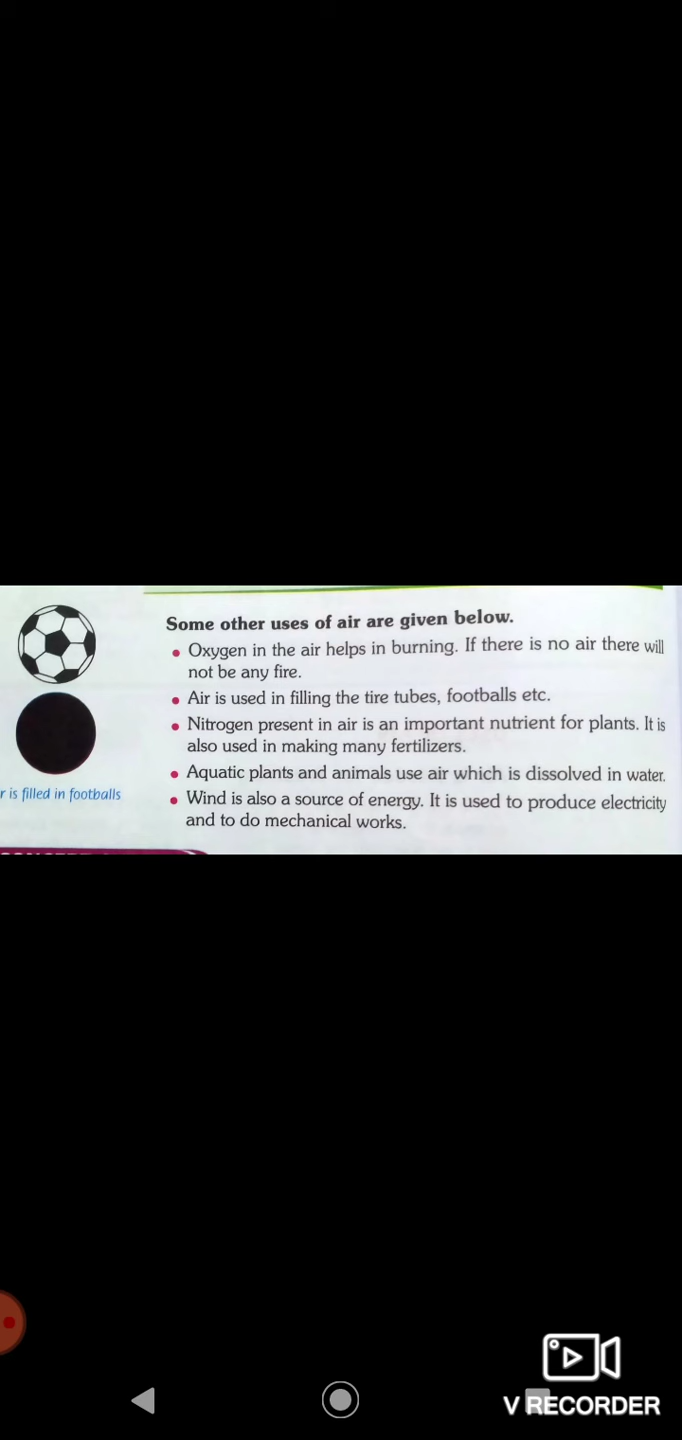 Some other uses of air are given below.
• Oxygen in the air helps in burning. If there is no air there will
not be any fire.
• Air is used in filling the tire tubes, footballs etc.
• Nitrogen present in air is an important nutrient for plants. It is
also used in making many fertilizers.
• Aquatic plants and animals use air which is dissolved in water.
r is filled in footballs
• Wind is also a source of energy. It is used to produce electricity
and to do mechanical works.
V RECORDER